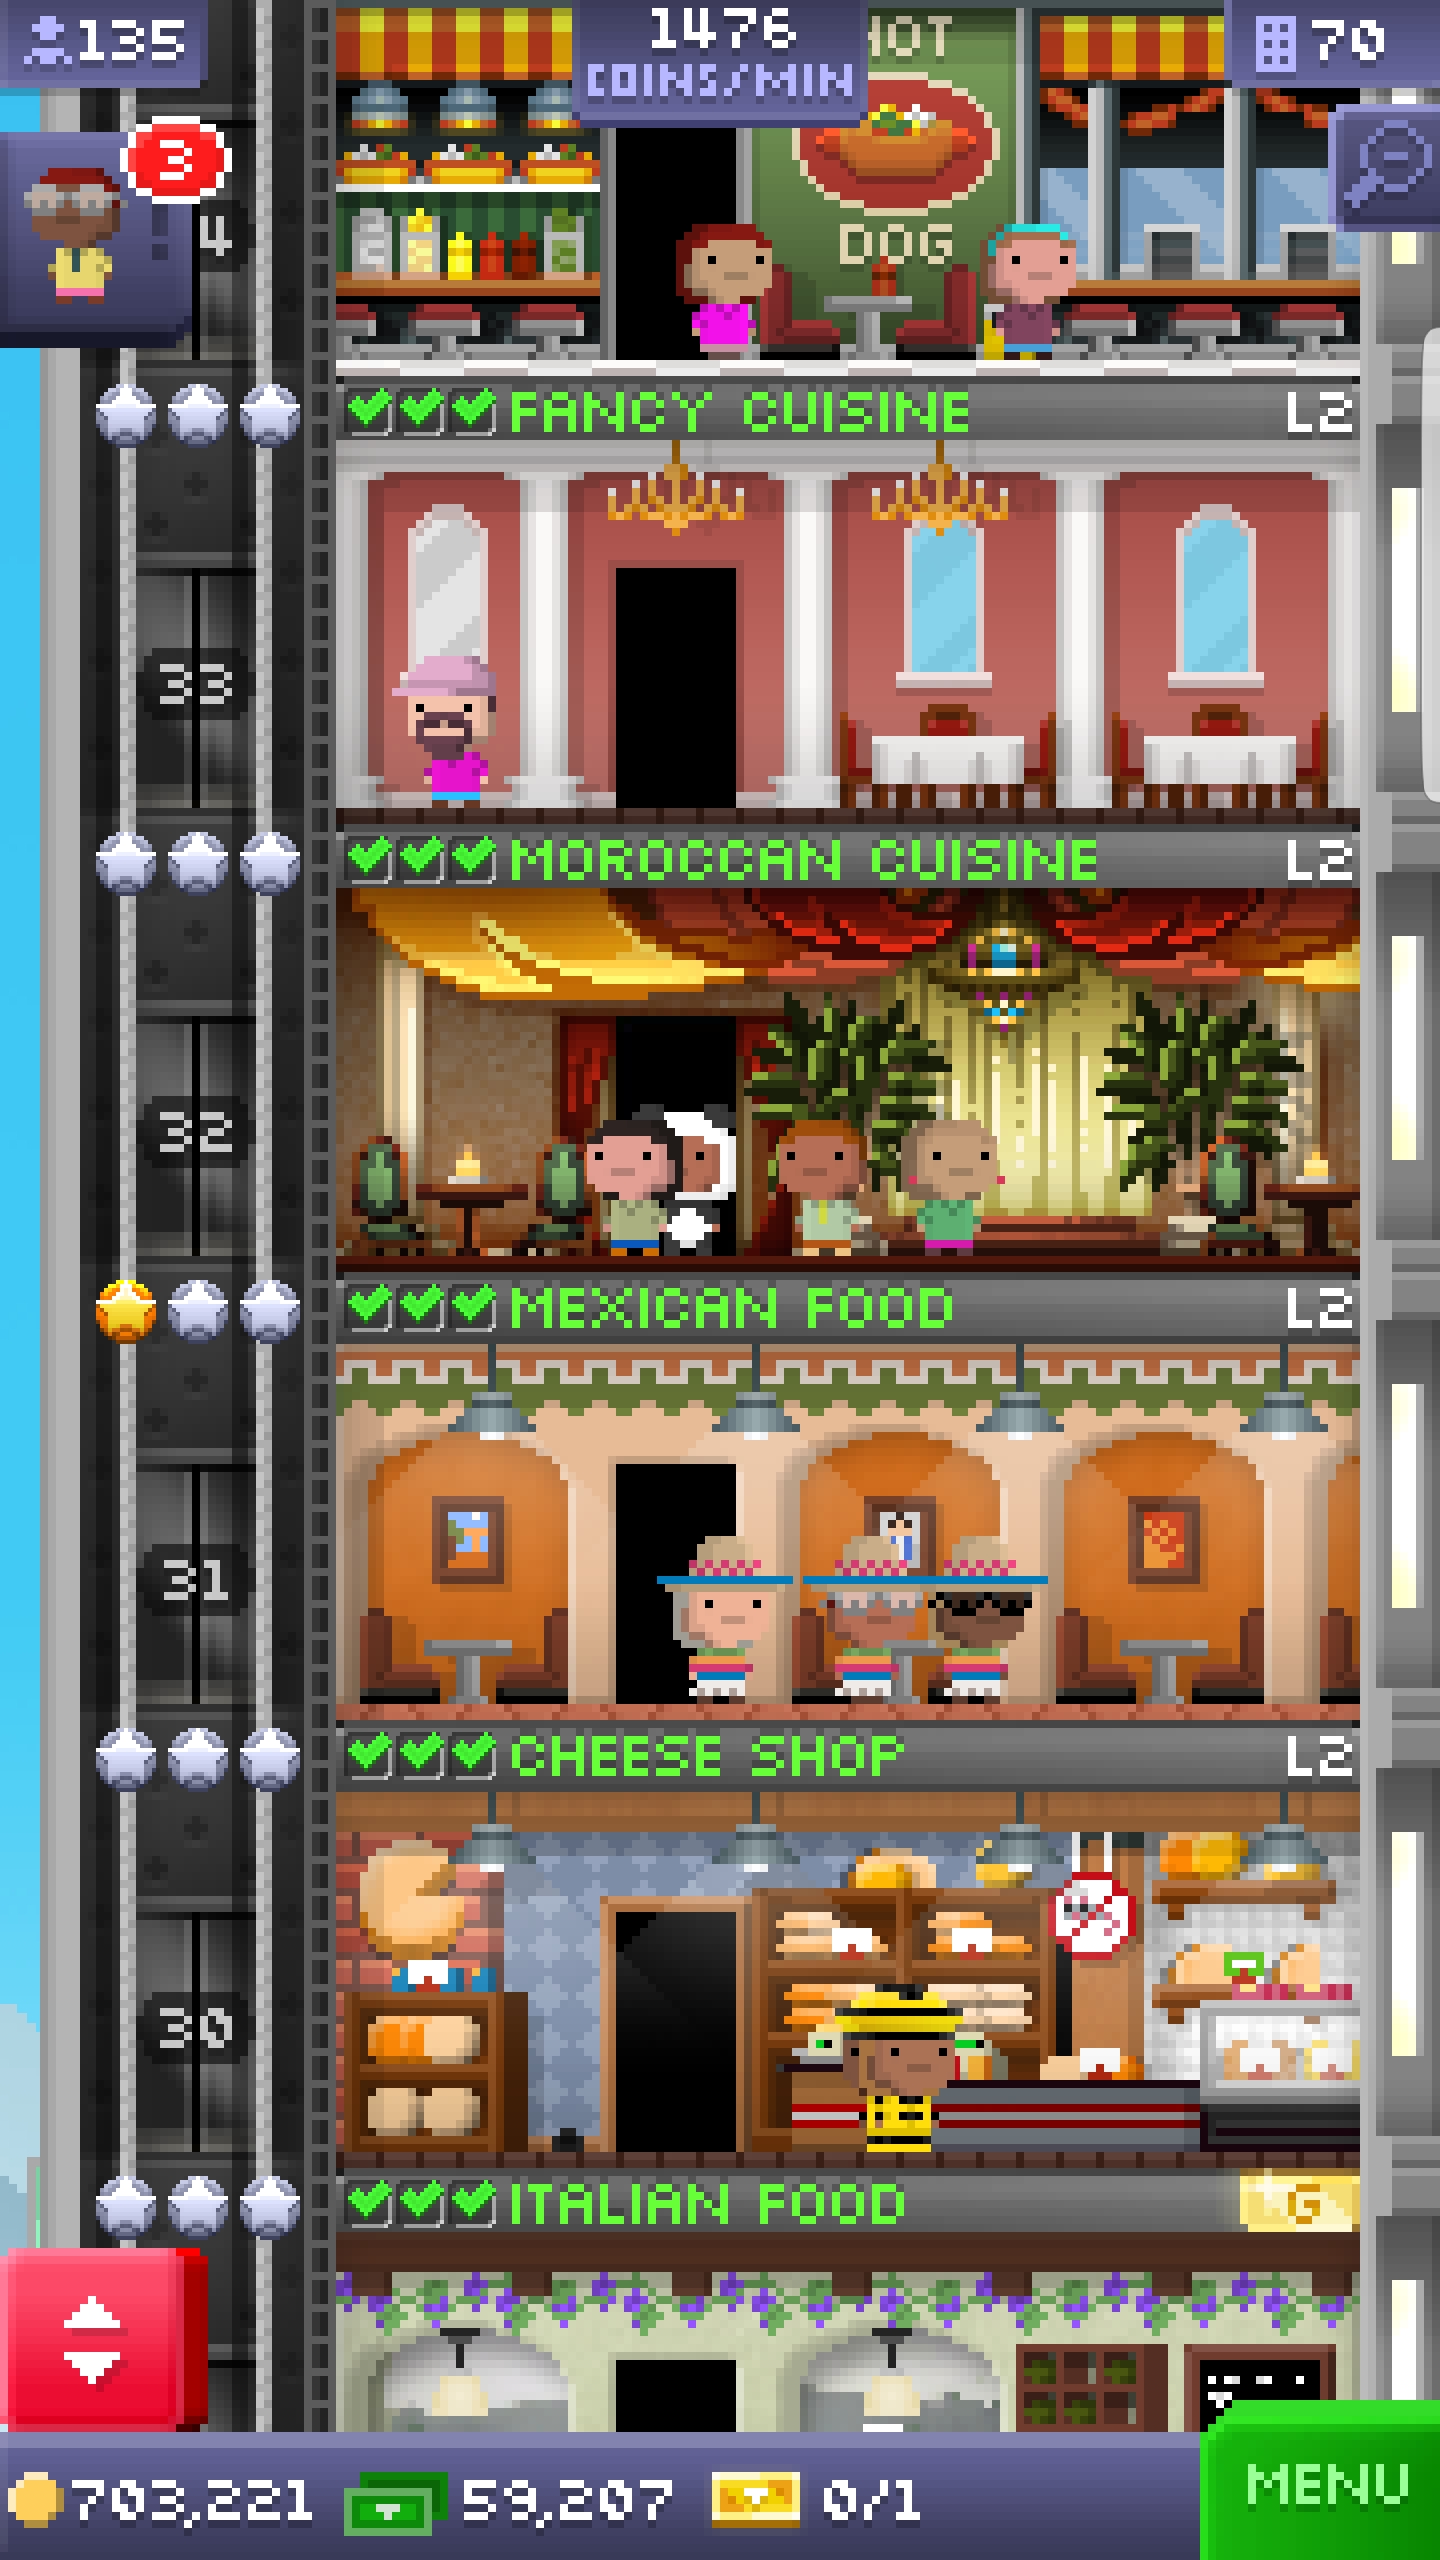 135
1476
COINS/MIN
70
3
HOT
DOG
4
FANCY CUISINE L2
33
MOROCCAN CUISINE L2
32
MEXICAN FOOD L2
31
CHEESE SHOP L2
30
ITALIAN FOOD G
703,221 59,207 0/1 MENU